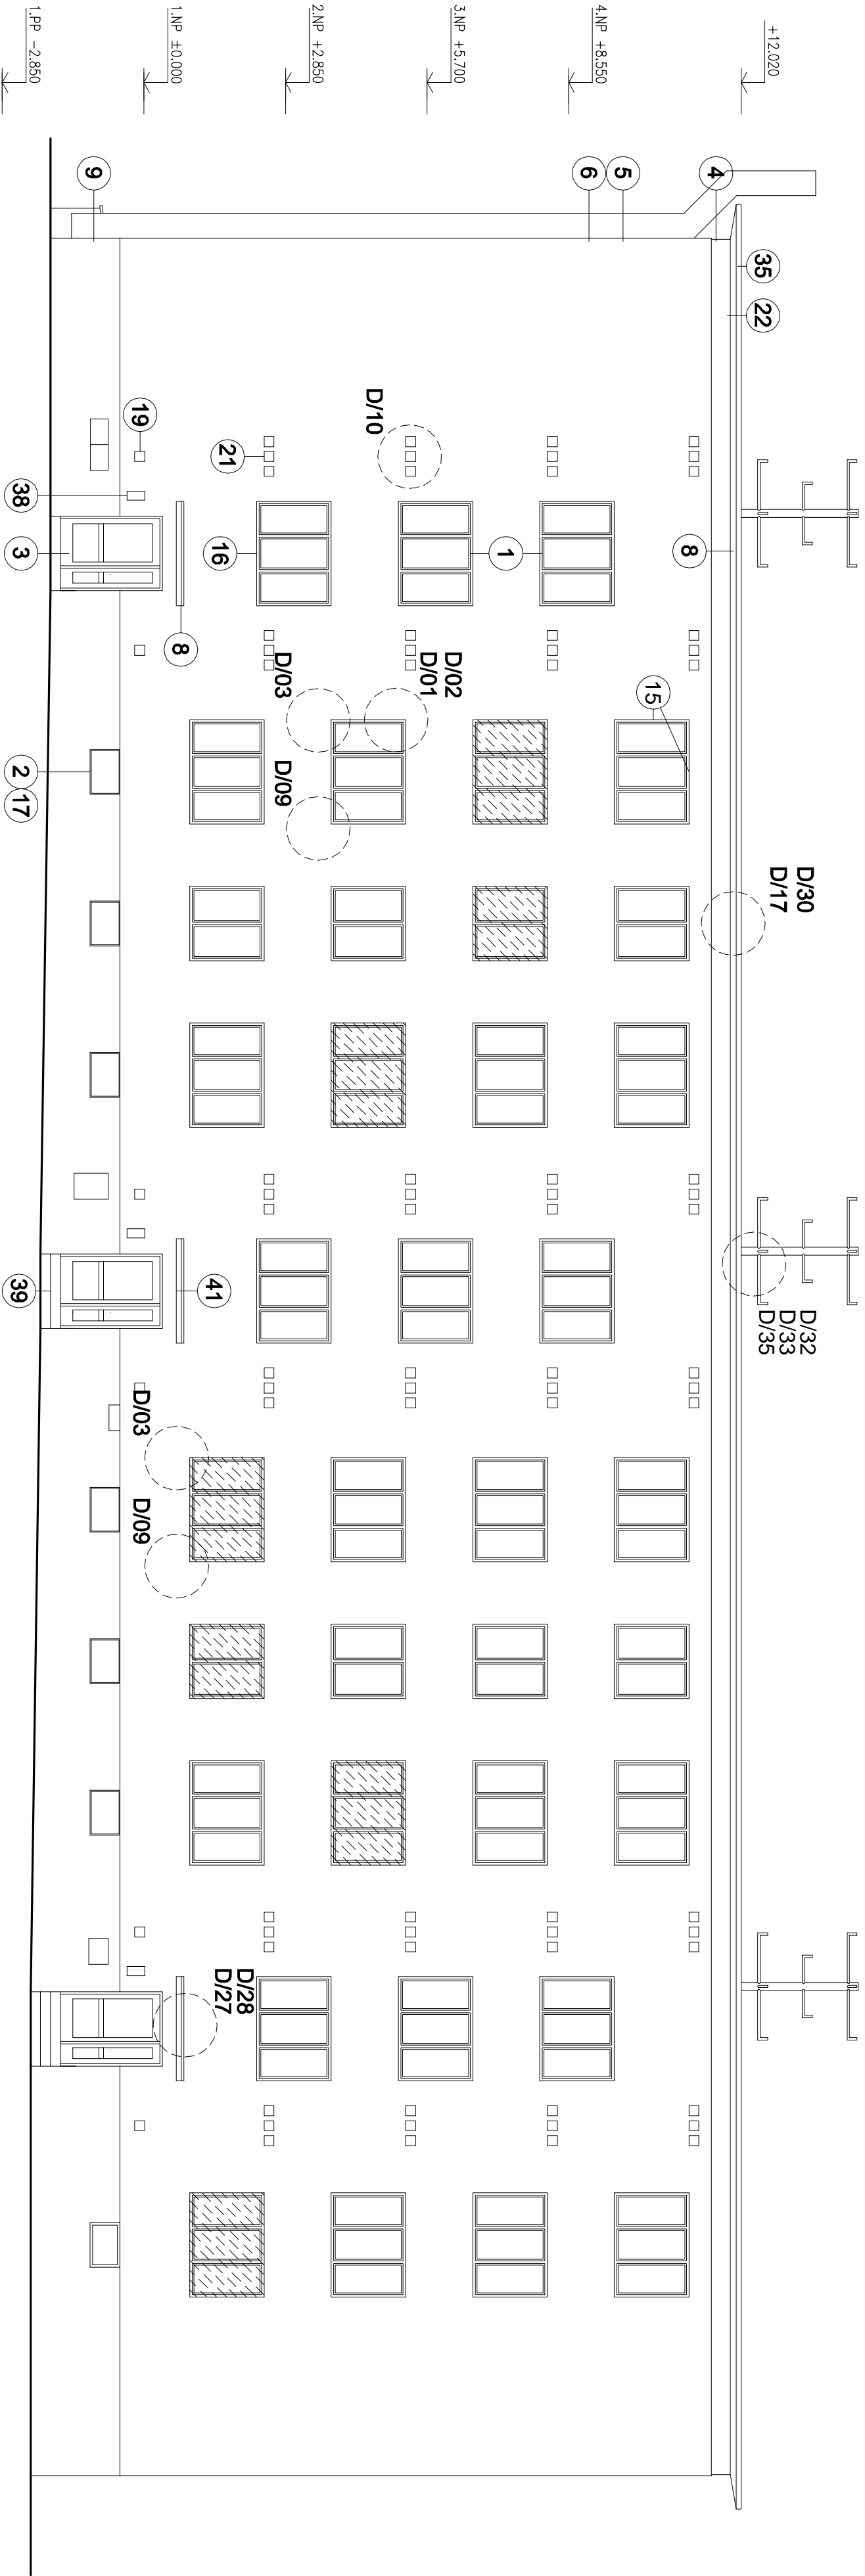 +12.020
4.NP +8.550
3.NP +5.700
2.NP +2.850
1.NP ±0.000
1.PP -2.850
4
5
6
9
35
22
8
D/10
21
19
38
3
1
16
8
15
D/02
D/01
D/03
D/09
2
17
D/30
D/17
D/32
D/33
D/35
41
39
D/03
D/09
D/28
D/27